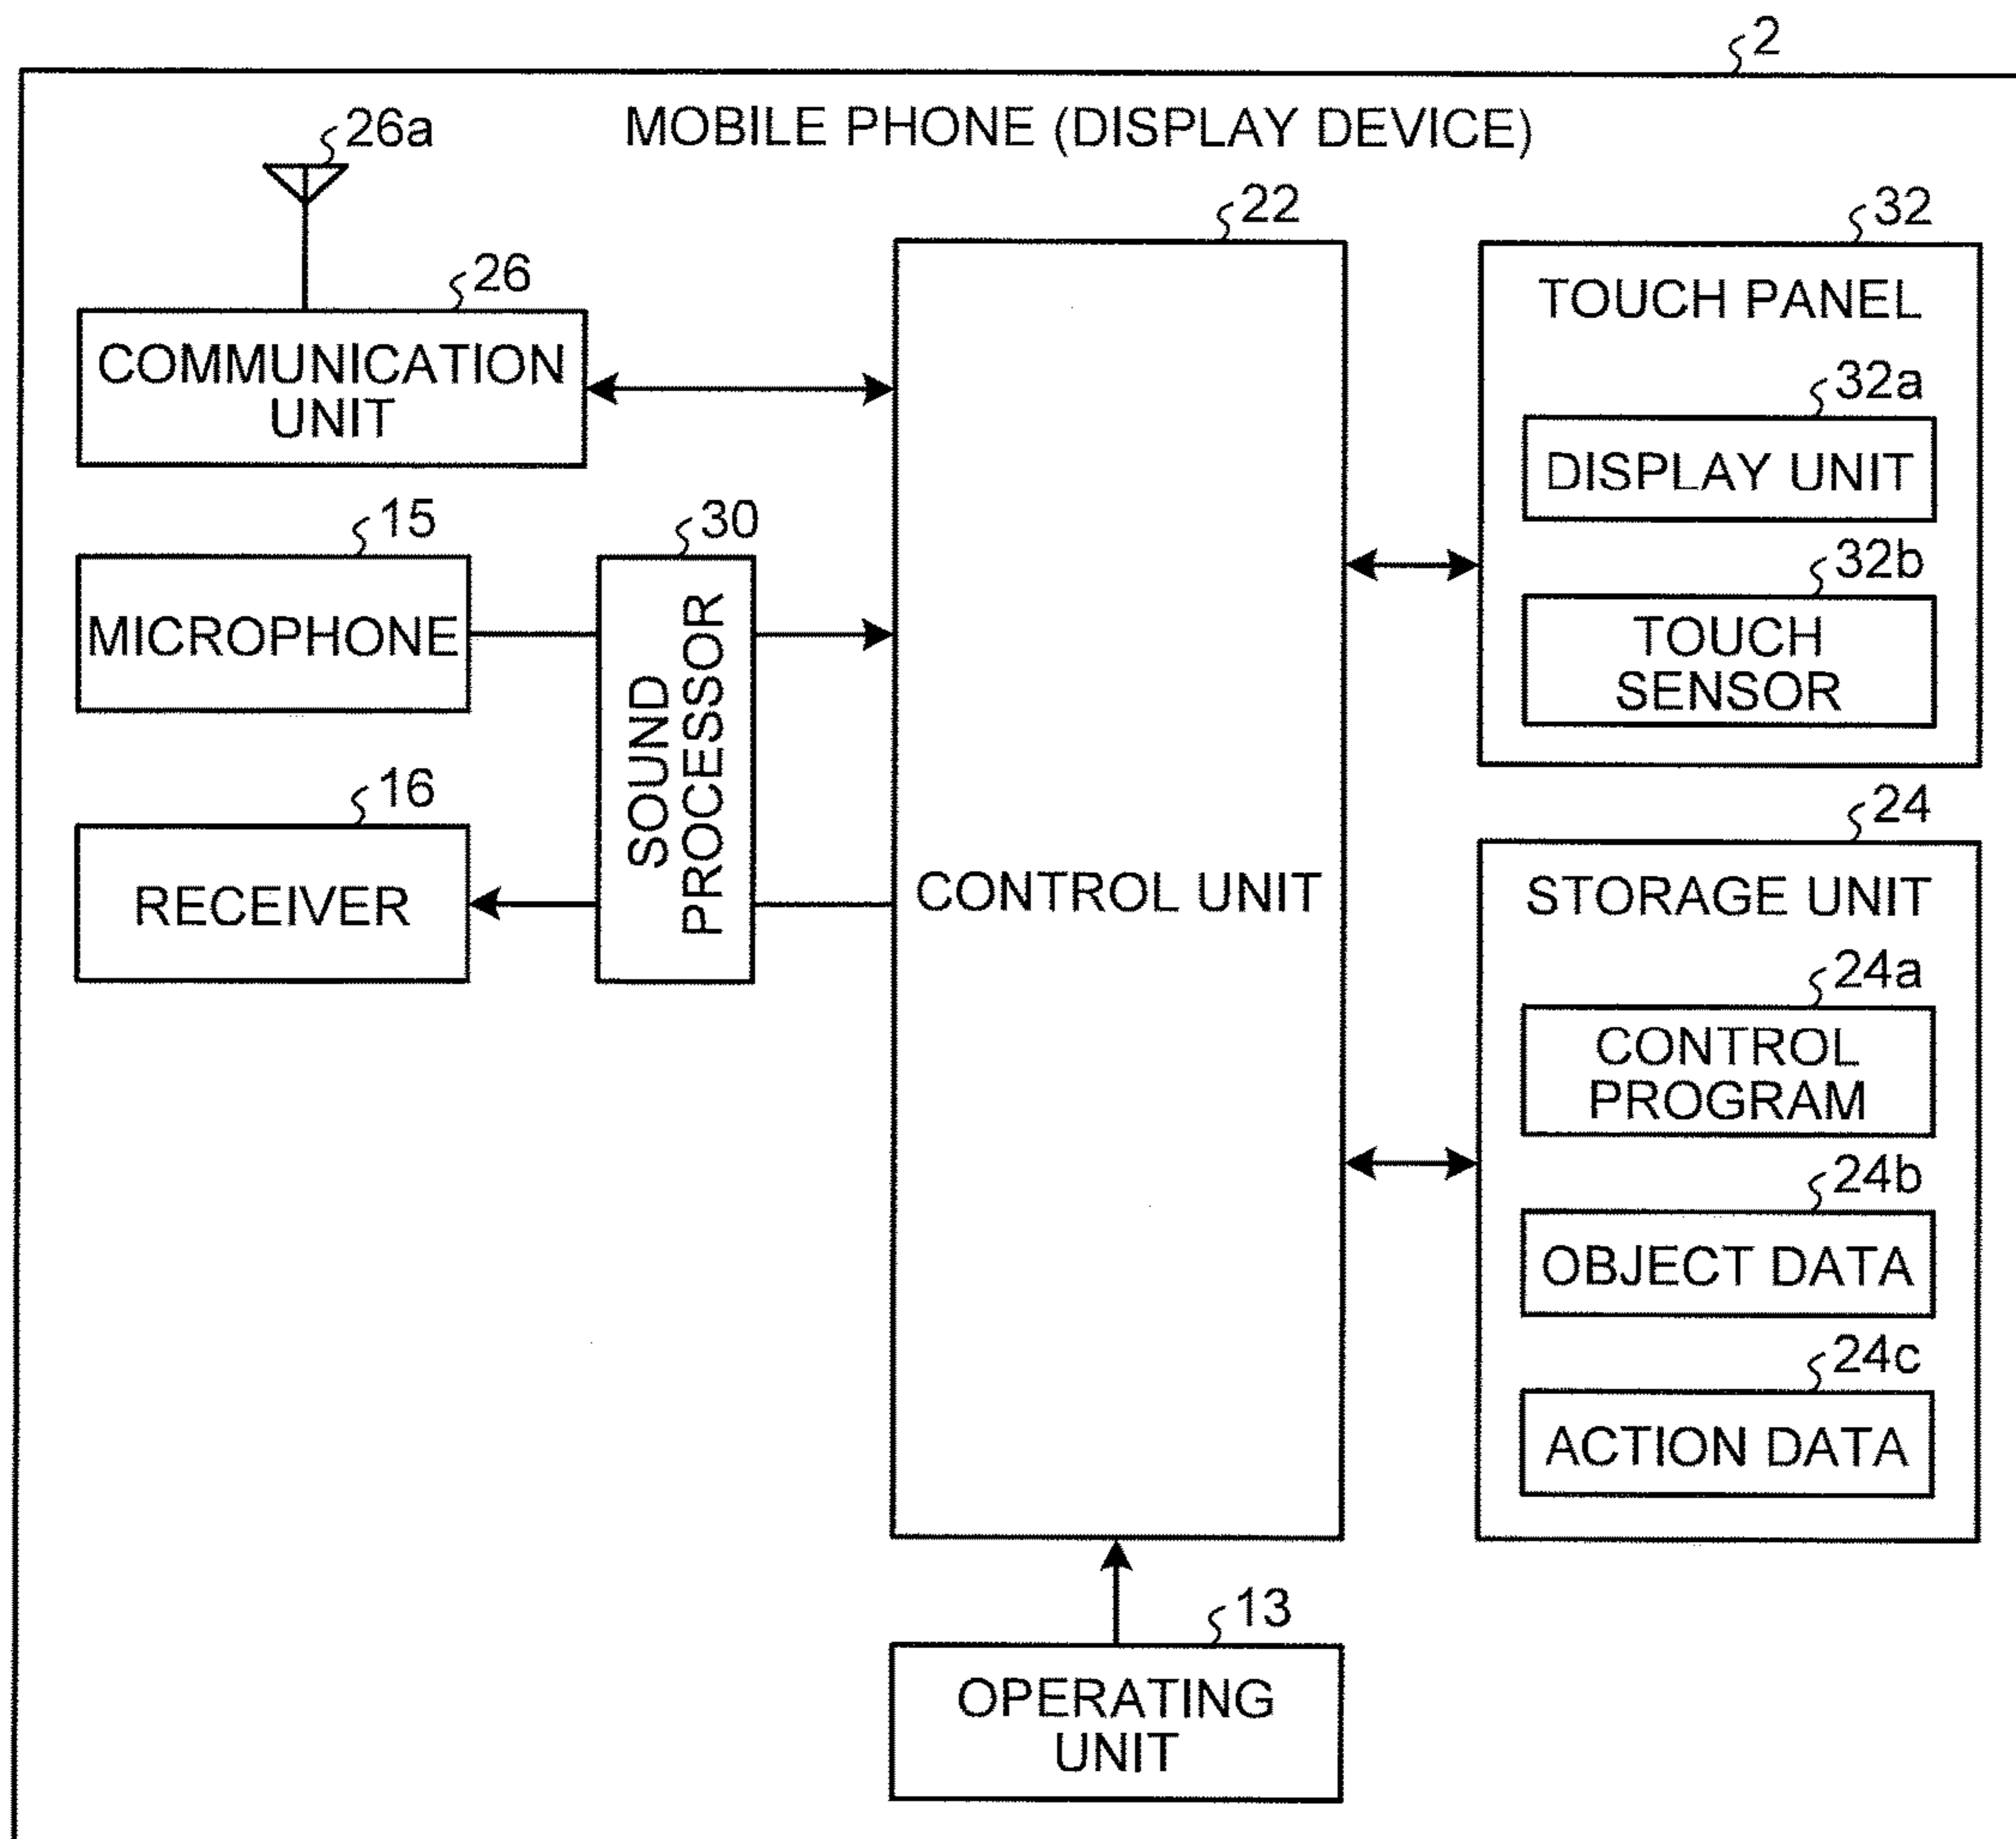 2
MOBILE PHONE (DISPLAY DEVICE)
26a
26
COMMUNICATION
UNIT
15
MICROPHONE
16
RECEIVER
30
SOUND
PROCESSOR
22
CONTROL UNIT
13
OPERATING
UNIT
32
TOUCH PANEL
32a
DISPLAY UNIT
32b
TOUCH
SENSOR
24
STORAGE UNIT
24a
CONTROL
PROGRAM
24b
OBJECT DATA
24c
ACTION DATA